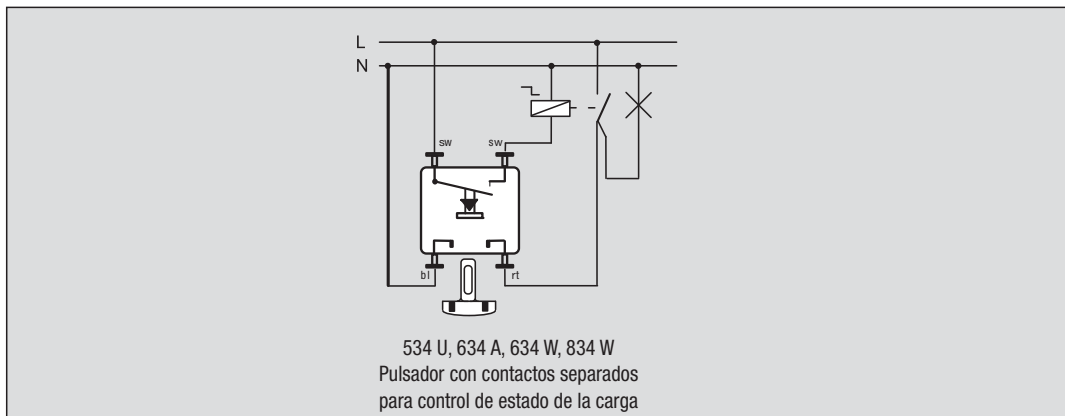 L
N
sw sw
bl rt
534 U, 634 A, 634 W, 834 W
Pulsador con contactos separados
para control de estado de la carga